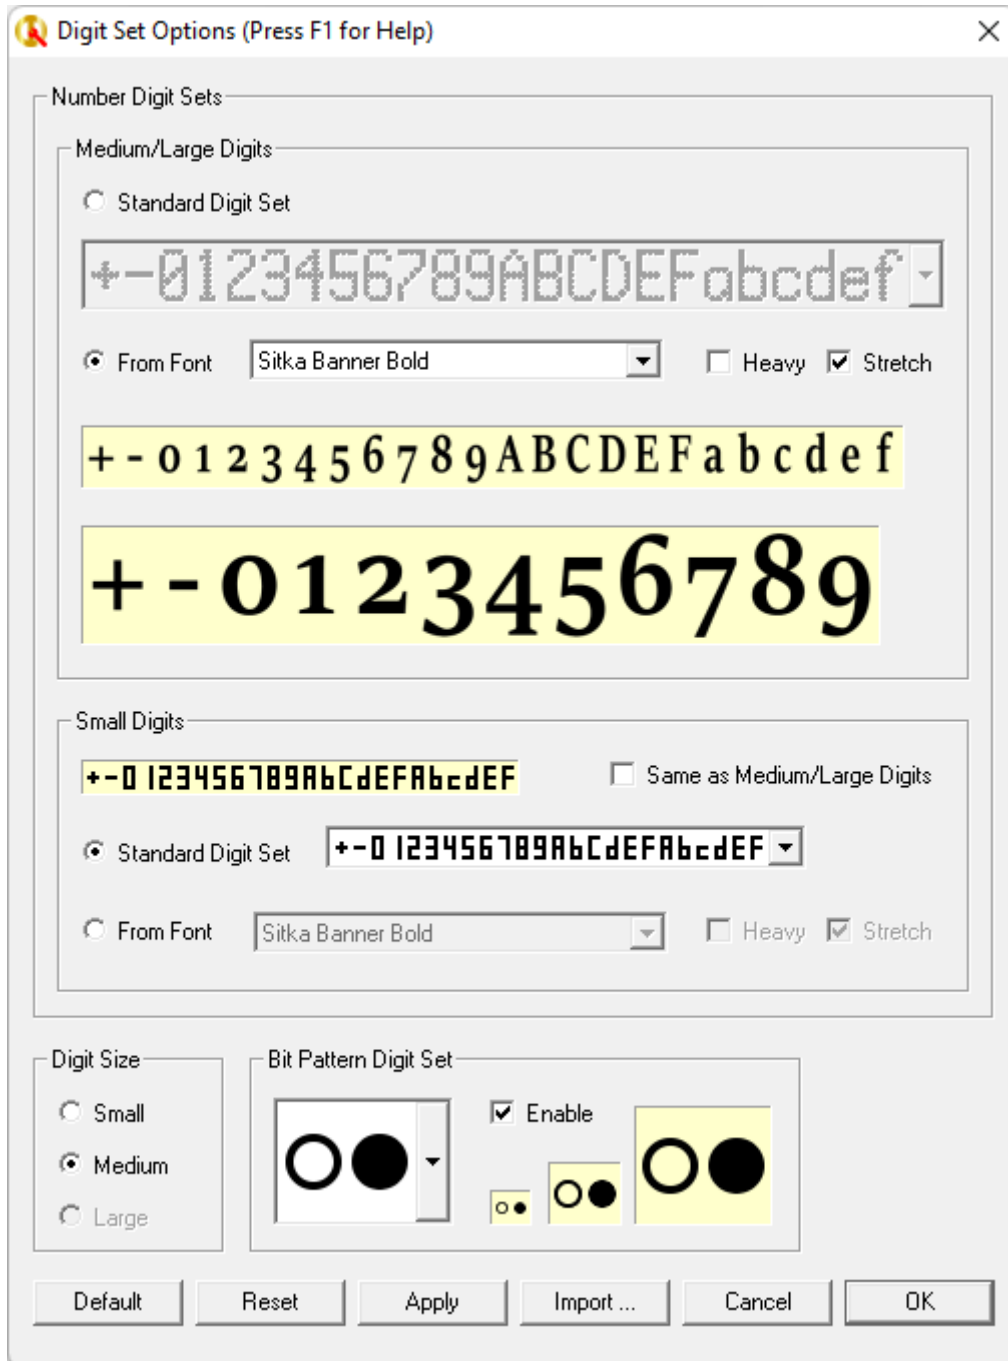 Digit Set Options (Press F1 for Help)
Number Digit Sets
Medium/Large Digits
Standard Digit Set
+-0123456789ABCDEFabcdef
From Font Sitka Banner Bold Heavy Stretch
+-0123456789ABCDEFabcdef
+-0123456789
Small Digits
+-0123456789AbCdEFAbcdEF Same as Medium/Large Digits
Standard Digit Set +-0123456789AbCdEFAbcdEF
From Font Sitka Banner Bold Heavy Stretch
Digit Size Bit Pattern Digit Set
Small Enable
Medium
Large
Default Reset Apply Import ... Cancel OK